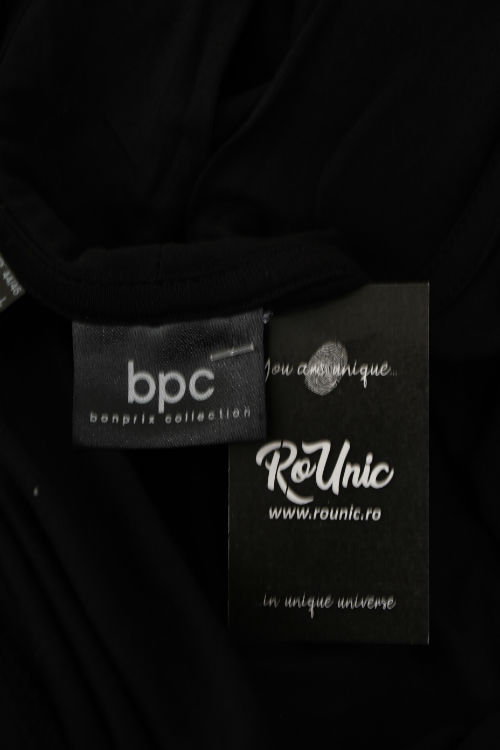 bpc
bonprix collection
You are unique
RoUnic
www.rounic.ro
in unique universe